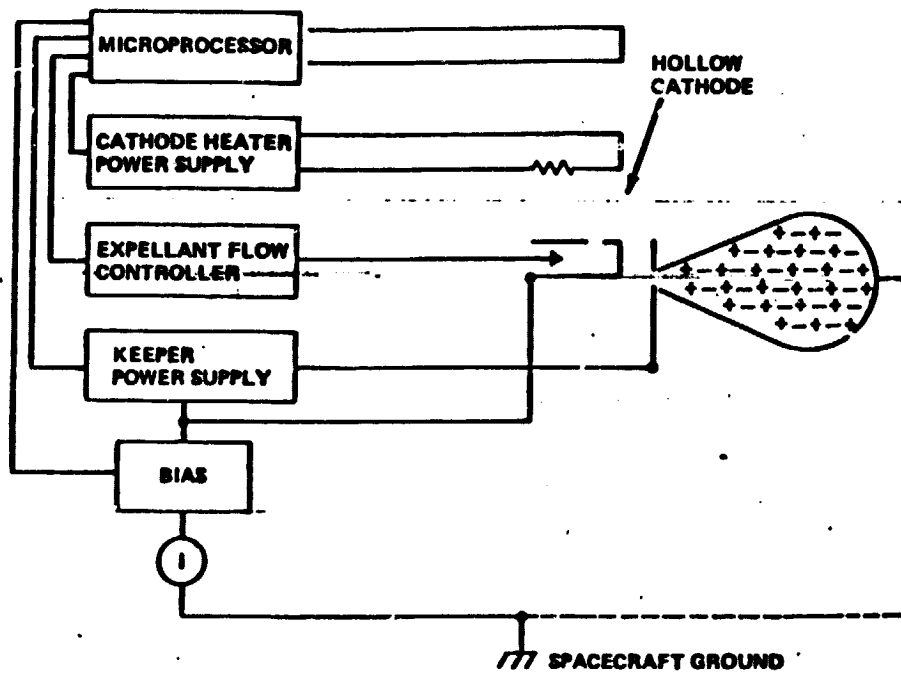 MICROPROCESSOR
HOLLOW
CATHODE
CATHODE HEATER
POWER SUPPLY
EXPELLANT FLOW
CONTROLLER
KEEPER
POWER SUPPLY
BIAS
I
SPACECRAFT GROUND